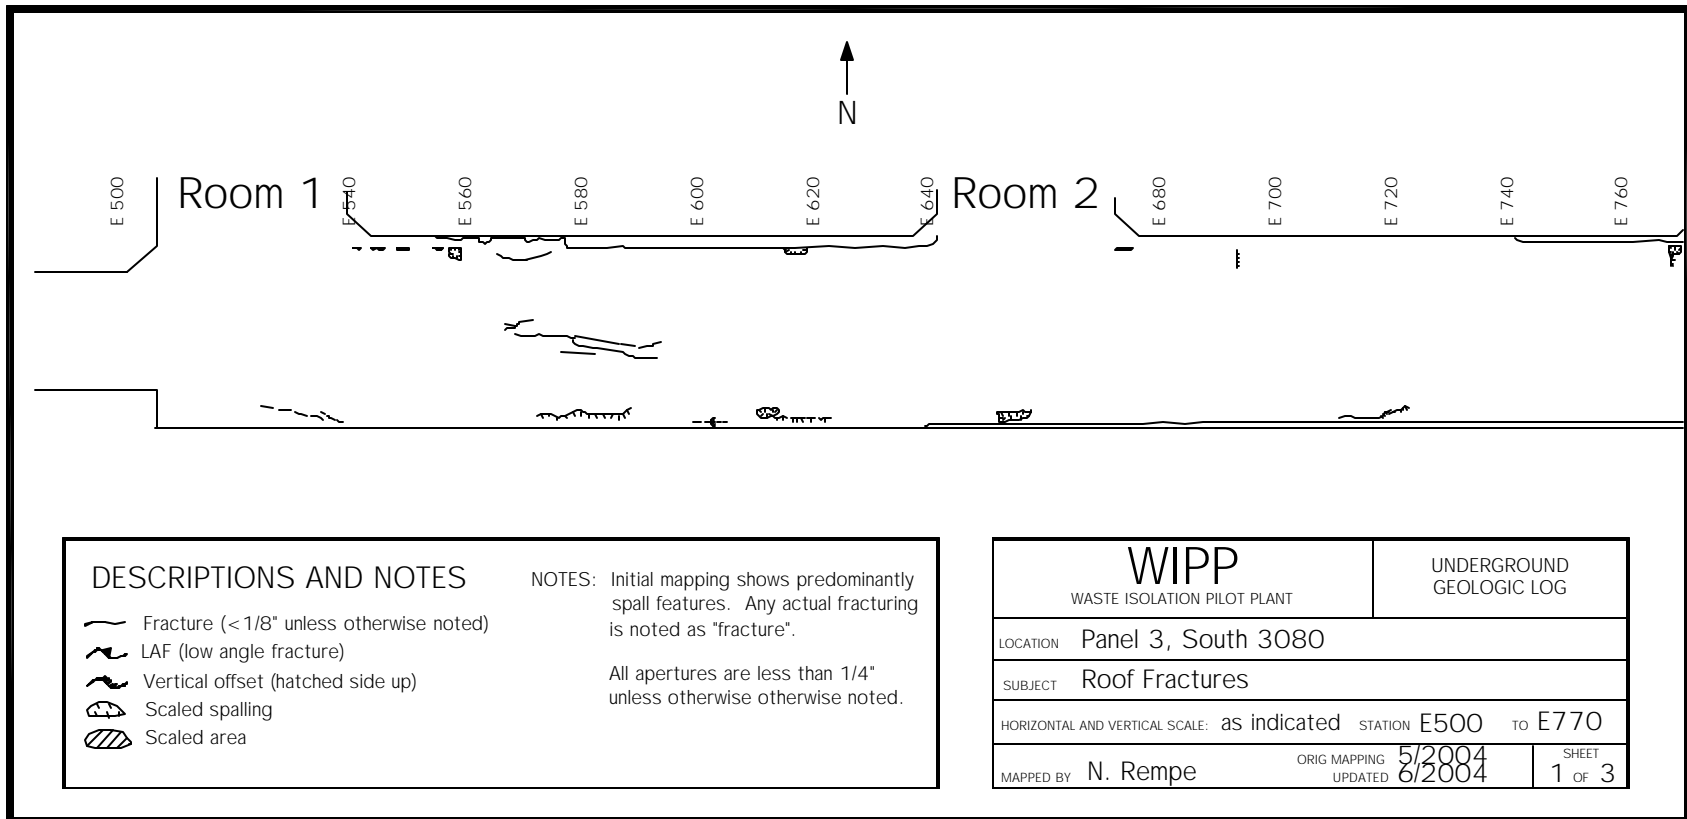 N
E 500
Room 1
E 540
E 560
E 580
E 600
E 620
E 640
Room 2
E 680
E 700
E 720
E 740
E 760
DESCRIPTIONS AND NOTES
Fracture (<1/8" unless otherwise noted)
LAF (low angle fracture)
Vertical offset (hatched side up)
Scaled spalling
Scaled area
NOTES: Initial mapping shows predominantly
spall features. Any actual fracturing
is noted as "fracture".
All apertures are less than 1/4"
unless otherwise otherwise noted.
WIPP
WASTE ISOLATION PILOT PLANT
UNDERGROUND
GEOLOGIC LOG
LOCATION Panel 3, South 3080
SUBJECT Roof Fractures
HORIZONTAL AND VERTICAL SCALE: as indicated STATION E500 TO E770
MAPPED BY N. Rempe
ORIG MAPPING 5/2004
UPDATED 6/2004
SHEET
1 OF 3